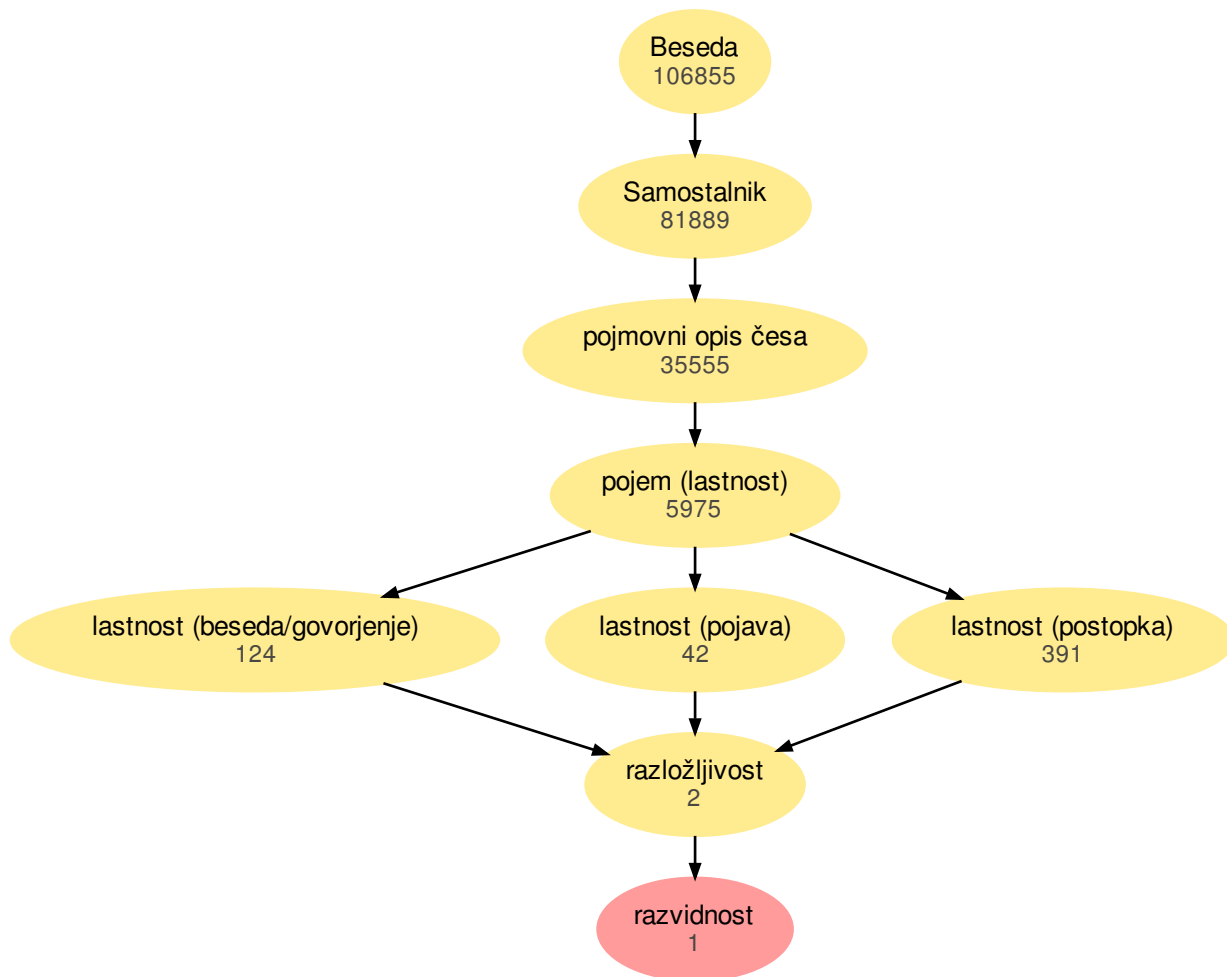 Beseda
106855
Samostalnik
81889
pojmovni opis česa
35555
pojem (lastnost)
5975
lastnost (beseda/govorjenje)
124
lastnost (pojava)
42
lastnost (postopka)
391
razložljivost
2
razvidnost
1